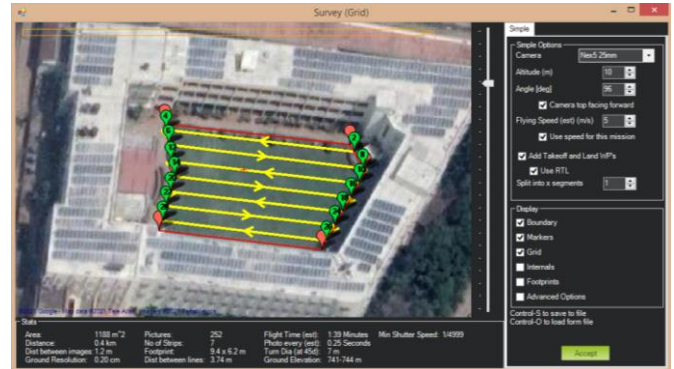 Survey (Grid)
Simple
Simple Options
Camera Nex5 25mm
Altitude (m) 10
Angle [deg] 96
Camera top facing forward
Flying Speed (est) (m/s) 5
Use speed for this mission
Add Takeoff and Land WP's
Use RTL
Split into x segments 1
Display
Boundary
Markers
Grid
Internals
Footprints
Advanced Options
Control-S to save to file
Control-O to load form file
Accept
Stats
Area: 1188 m^2
Distance: 0.4 km
Dist between images: 1.2 m
Ground Resolution: 0.20 cm
Pictures: 252
No of Strips: 7
Footprint: 9.4 x 6.2 m
Dist between lines: 3.74 m
Flight Time (est): 1:39 Minutes
Photo every (est): 0.25 Seconds
Turn Dia (at 45d): 7 m
Ground Elevation: 741-744 m
Min Shutter Speed: 1/4999